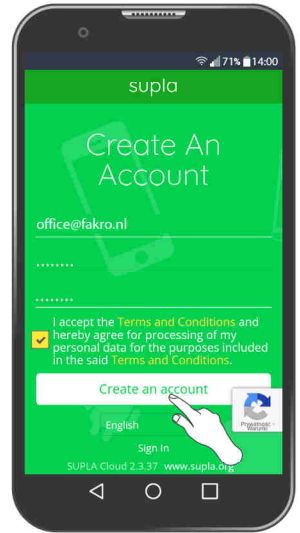 71% 14:00
supla
Create An
Account
office@fakro.nl
........
........
I accept the Terms and Conditions and
hereby agree for processing of my
personal data for the purposes included
in the said Terms and Conditions.
Create an account
Prywatność -
Warunki
English
Sign In
SUPLA Cloud 2.3.37 www.supla.org